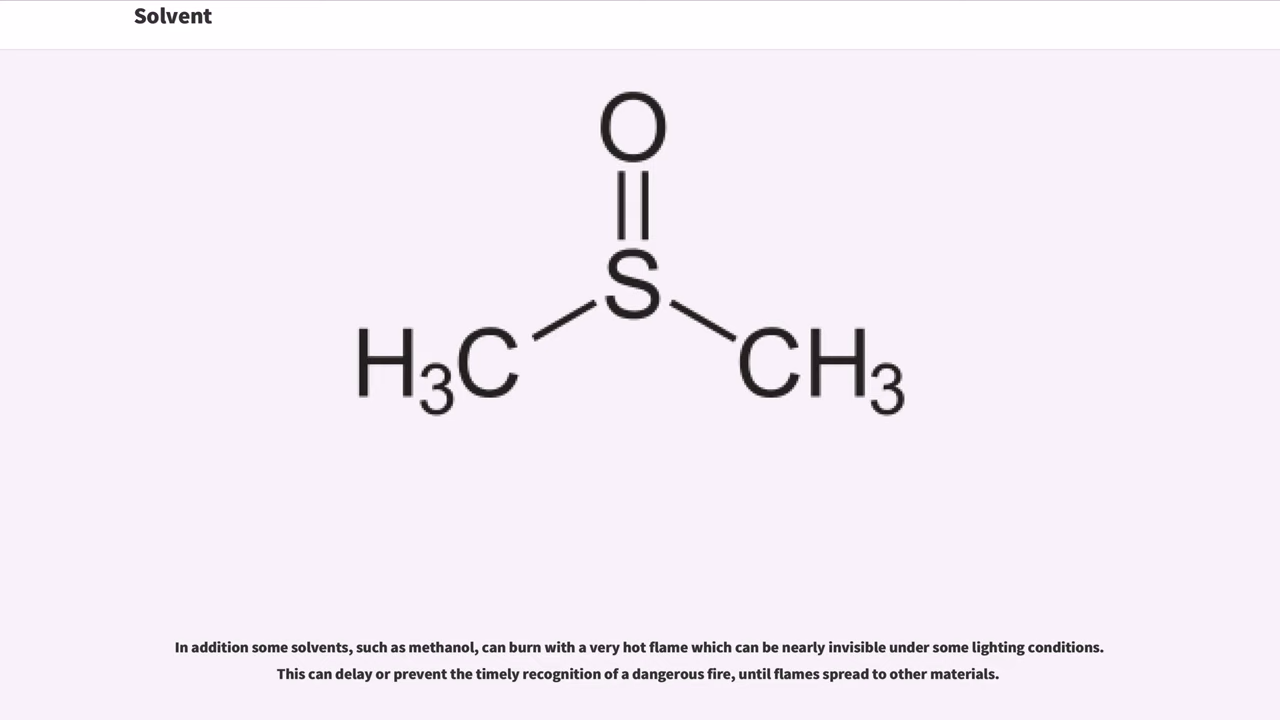 Solvent
O
S
H3C CH3
In addition some solvents, such as methanol, can burn with a very hot flame which can be nearly invisible under some lighting conditions.
This can delay or prevent the timely recognition of a dangerous fire, until flames spread to other materials.